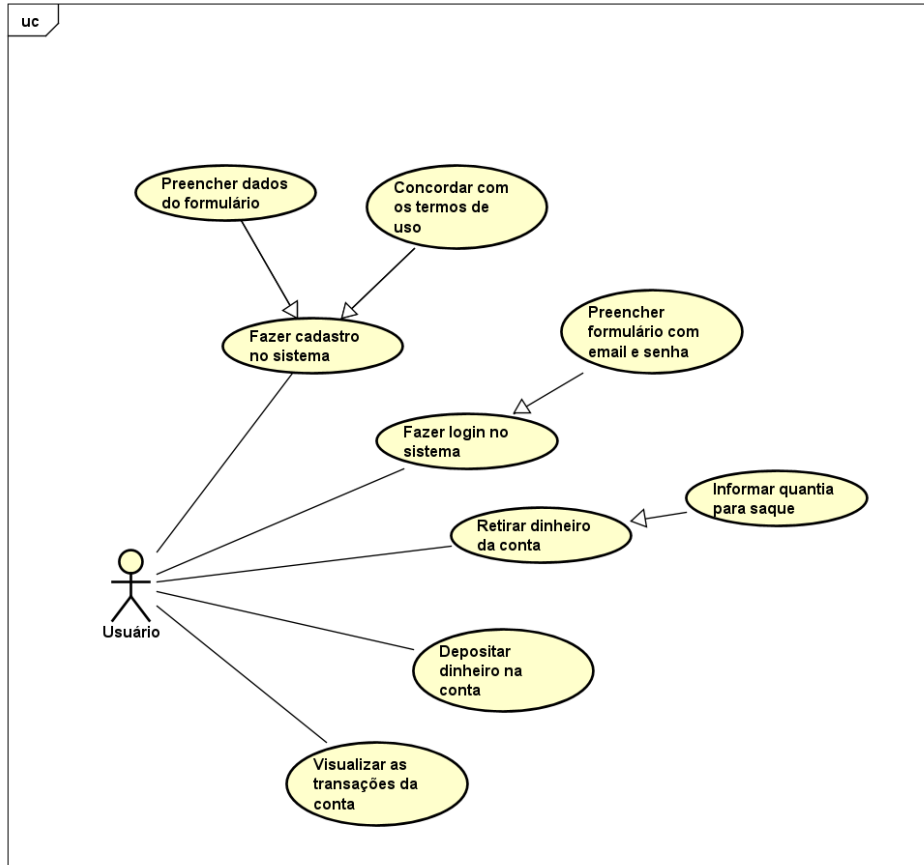 uc
Preencher dados
do formulário
Concordar com
os termos de
uso
Fazer cadastro
no sistema
Preencher
formulário com
email e senha
Fazer login no
sistema
Informar quantia
para saque
Retirar dinheiro
da conta
Usuário
Depositar
dinheiro na
conta
Visualizar as
transações da
conta